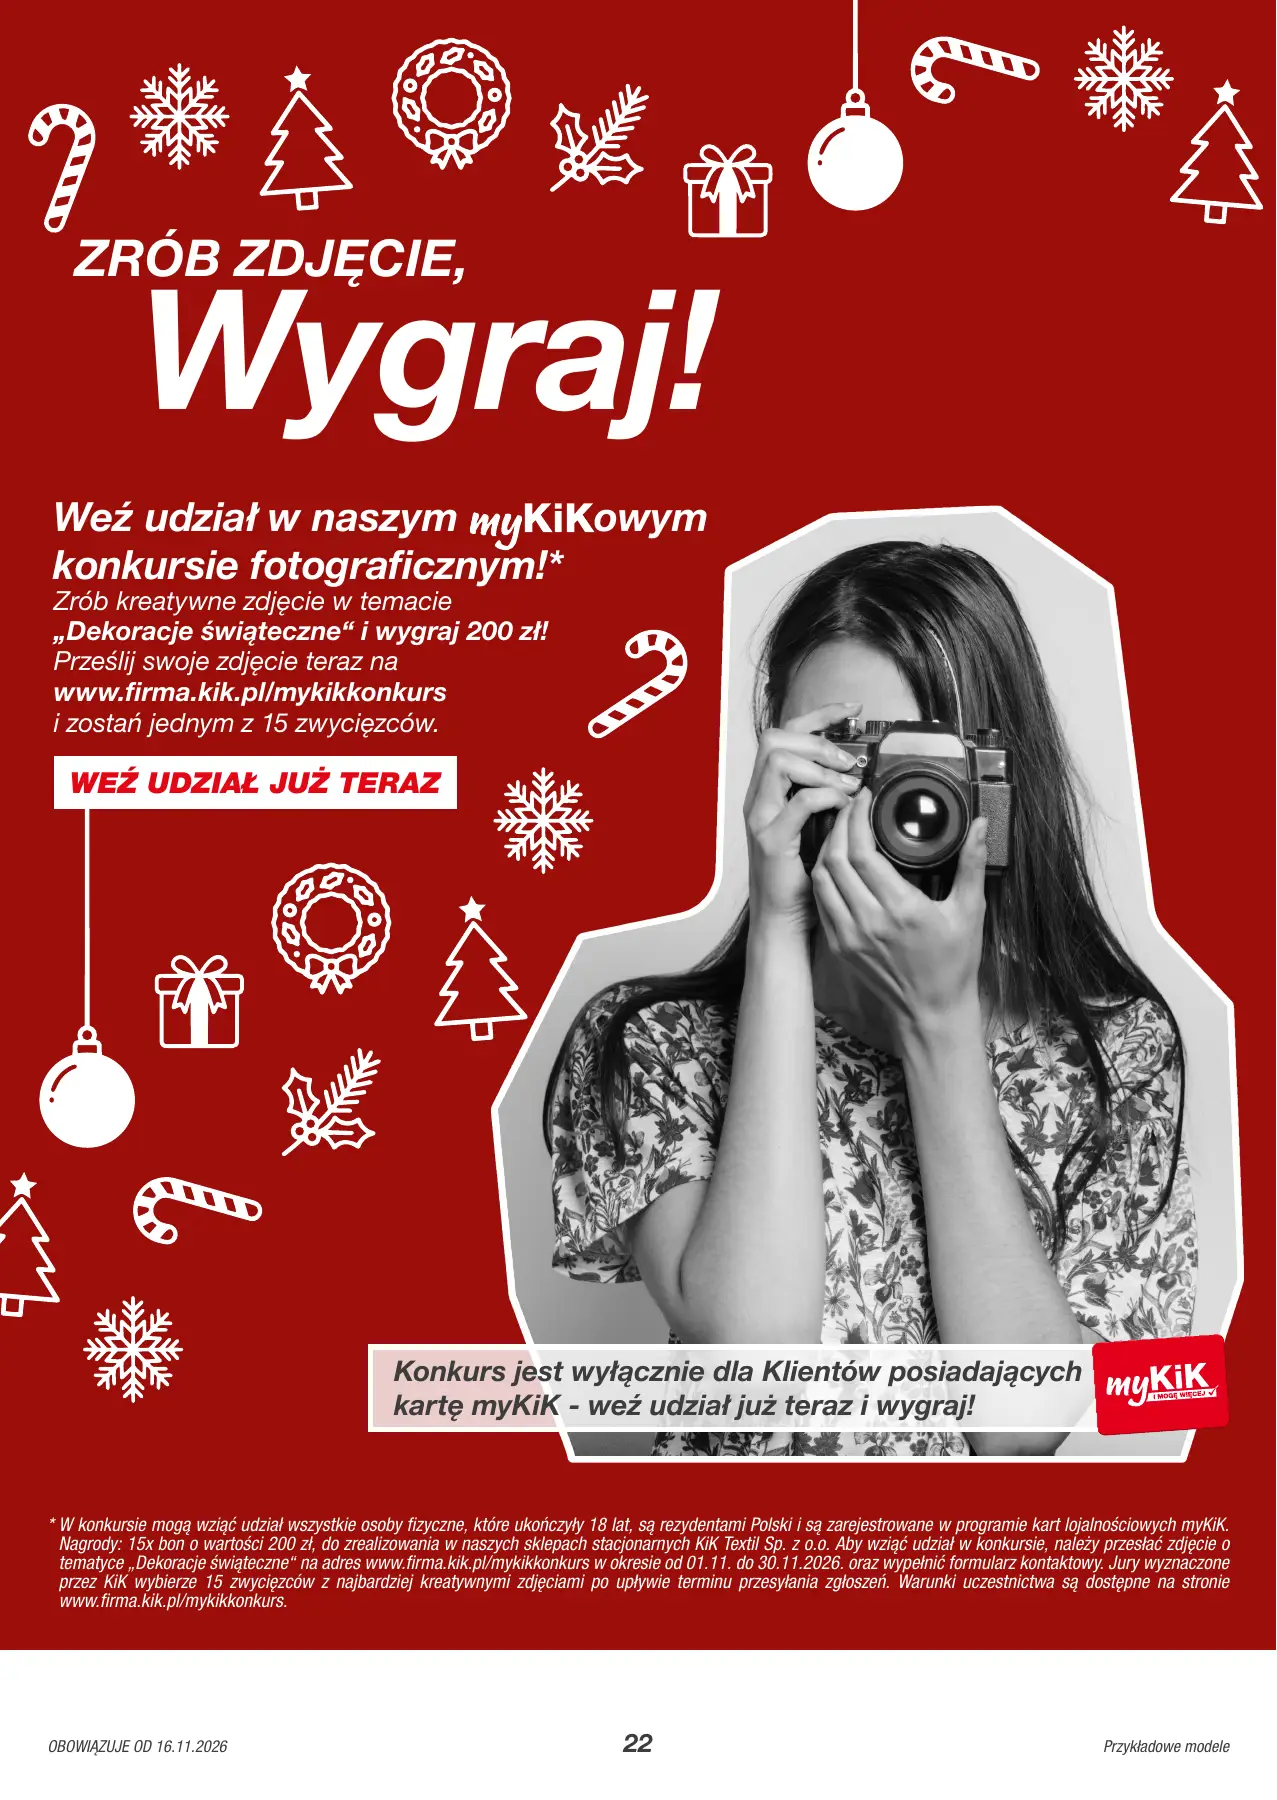 ZRÓB ZDJĘCIE,
Wygraj!
Weź udział w naszym myKiKowym
konkursie fotograficznym!*
Zrób kreatywne zdjęcie w temacie
„Dekoracje świąteczne“ i wygraj 200 zł!
Prześlij swoje zdjęcie teraz na
www.firma.kik.pl/mykikkonkurs
i zostań jednym z 15 zwycięzców.
WEŹ UDZIAŁ JUŻ TERAZ
Konkurs jest wyłącznie dla Klientów posiadających
kartę myKiK - weź udział już teraz i wygraj!
myKiK
I MOGĘ WIĘCEJ
* W konkursie mogą wziąć udział wszystkie osoby fizyczne, które ukończyły 18 lat, są rezydentami Polski i są zarejestrowane w programie kart lojalnościowych myKiK.
Nagrody: 15x bon o wartości 200 zł, do zrealizowania w naszych sklepach stacjonarnych KiK Textil Sp. z o.o. Aby wziąć udział w konkursie, należy przesłać zdjęcie o
tematyce „Dekoracje świąteczne“ na adres www.firma.kik.pl/mykikkonkurs w okresie od 01.11. do 30.11.2026. oraz wypełnić formularz kontaktowy. Jury wyznaczone
przez KiK wybierze 15 zwycięzców z najbardziej kreatywnymi zdjęciami po upływie terminu przesyłania zgłoszeń. Warunki uczestnictwa są dostępne na stronie
www.firma.kik.pl/mykikkonkurs.
OBOWIĄZUJE OD 16.11.2026
22
Przykładowe modele